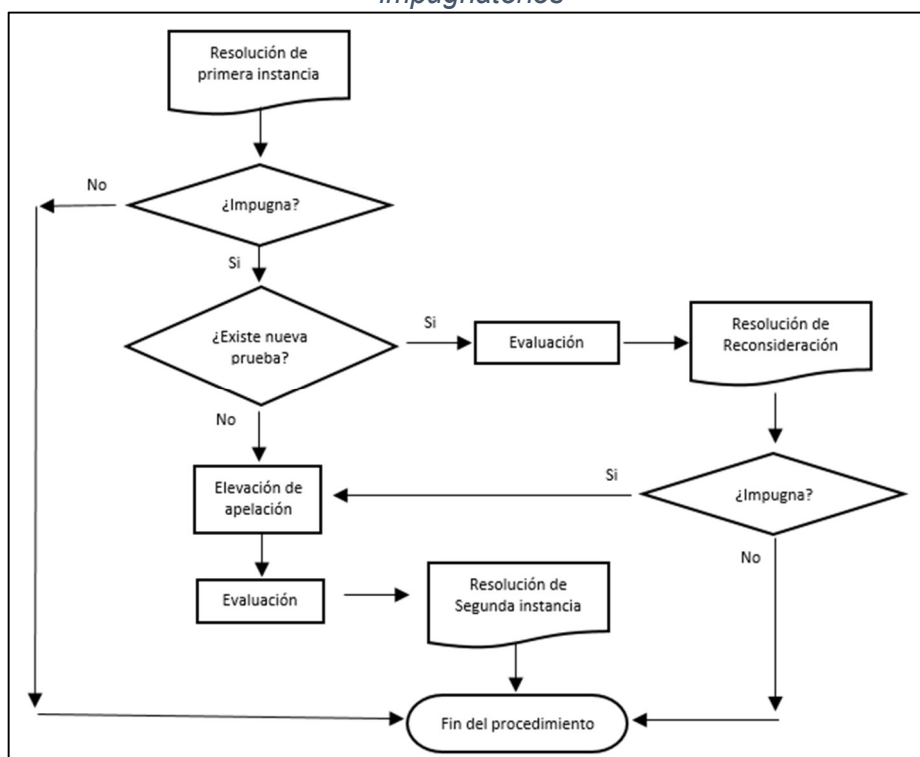 Impugnatorios
Resolución de
primera instancia
No
¿Impugna?
Si
¿Existe nueva
prueba?
Si
Evaluación
Resolución de
Reconsideración
No
Elevación de
apelación
Si
¿Impugna?
No
Evaluación
Resolución de
Segunda instancia
Fin del procedimiento